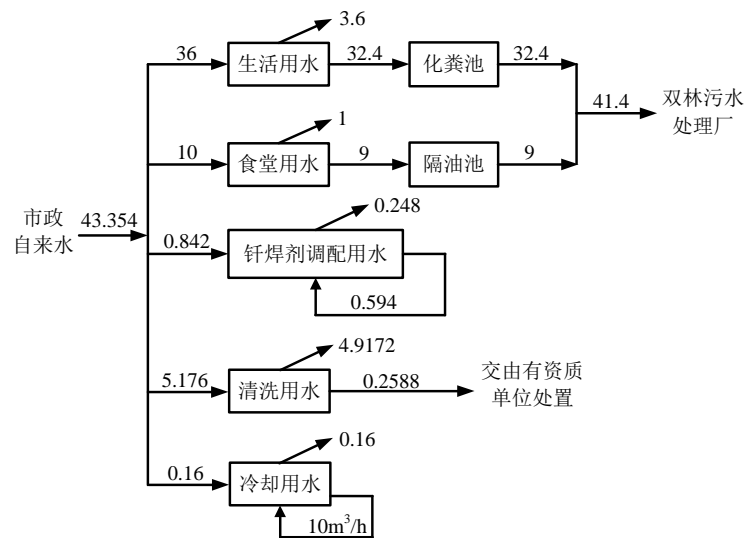 3.6
36
生活用水
32.4
化粪池
32.4
41.4
双林污水
处理厂
1
10
食堂用水
9
隔油池
9
市政
自来水
43.354
0.248
0.842
钎焊剂调配用水
0.594
4.9172
5.176
清洗用水
0.2588
交由有资质
单位处置
0.16
0.16
冷却用水
10m³/h